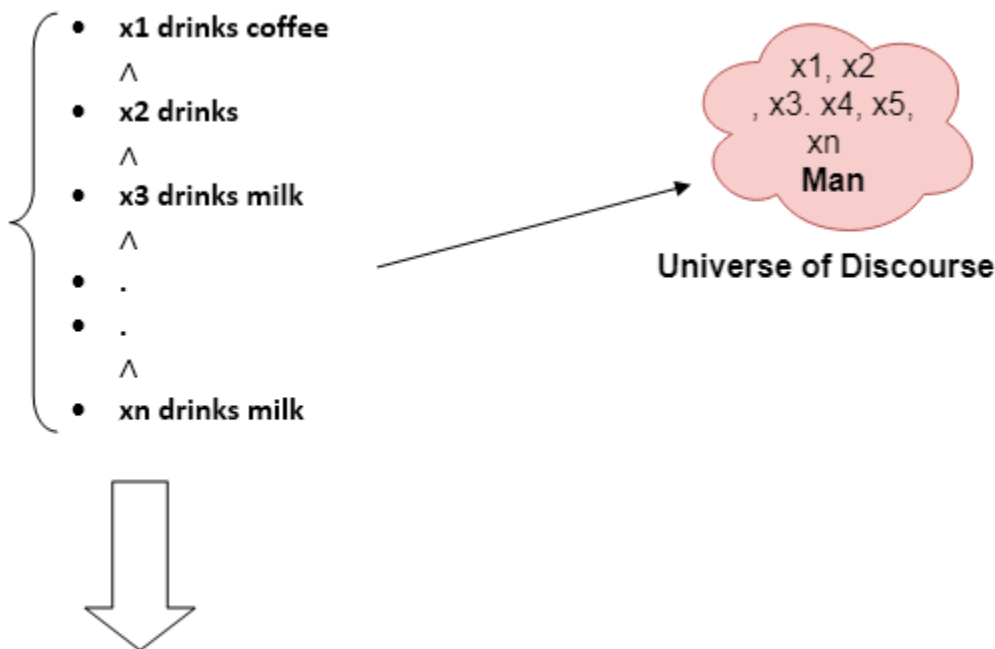 • x1 drinks coffee
∧
• x2 drinks
∧
• x3 drinks milk
∧
• .
• .
∧
• xn drinks milk
x1, x2
, x3. x4, x5,
xn
Man
Universe of Discourse